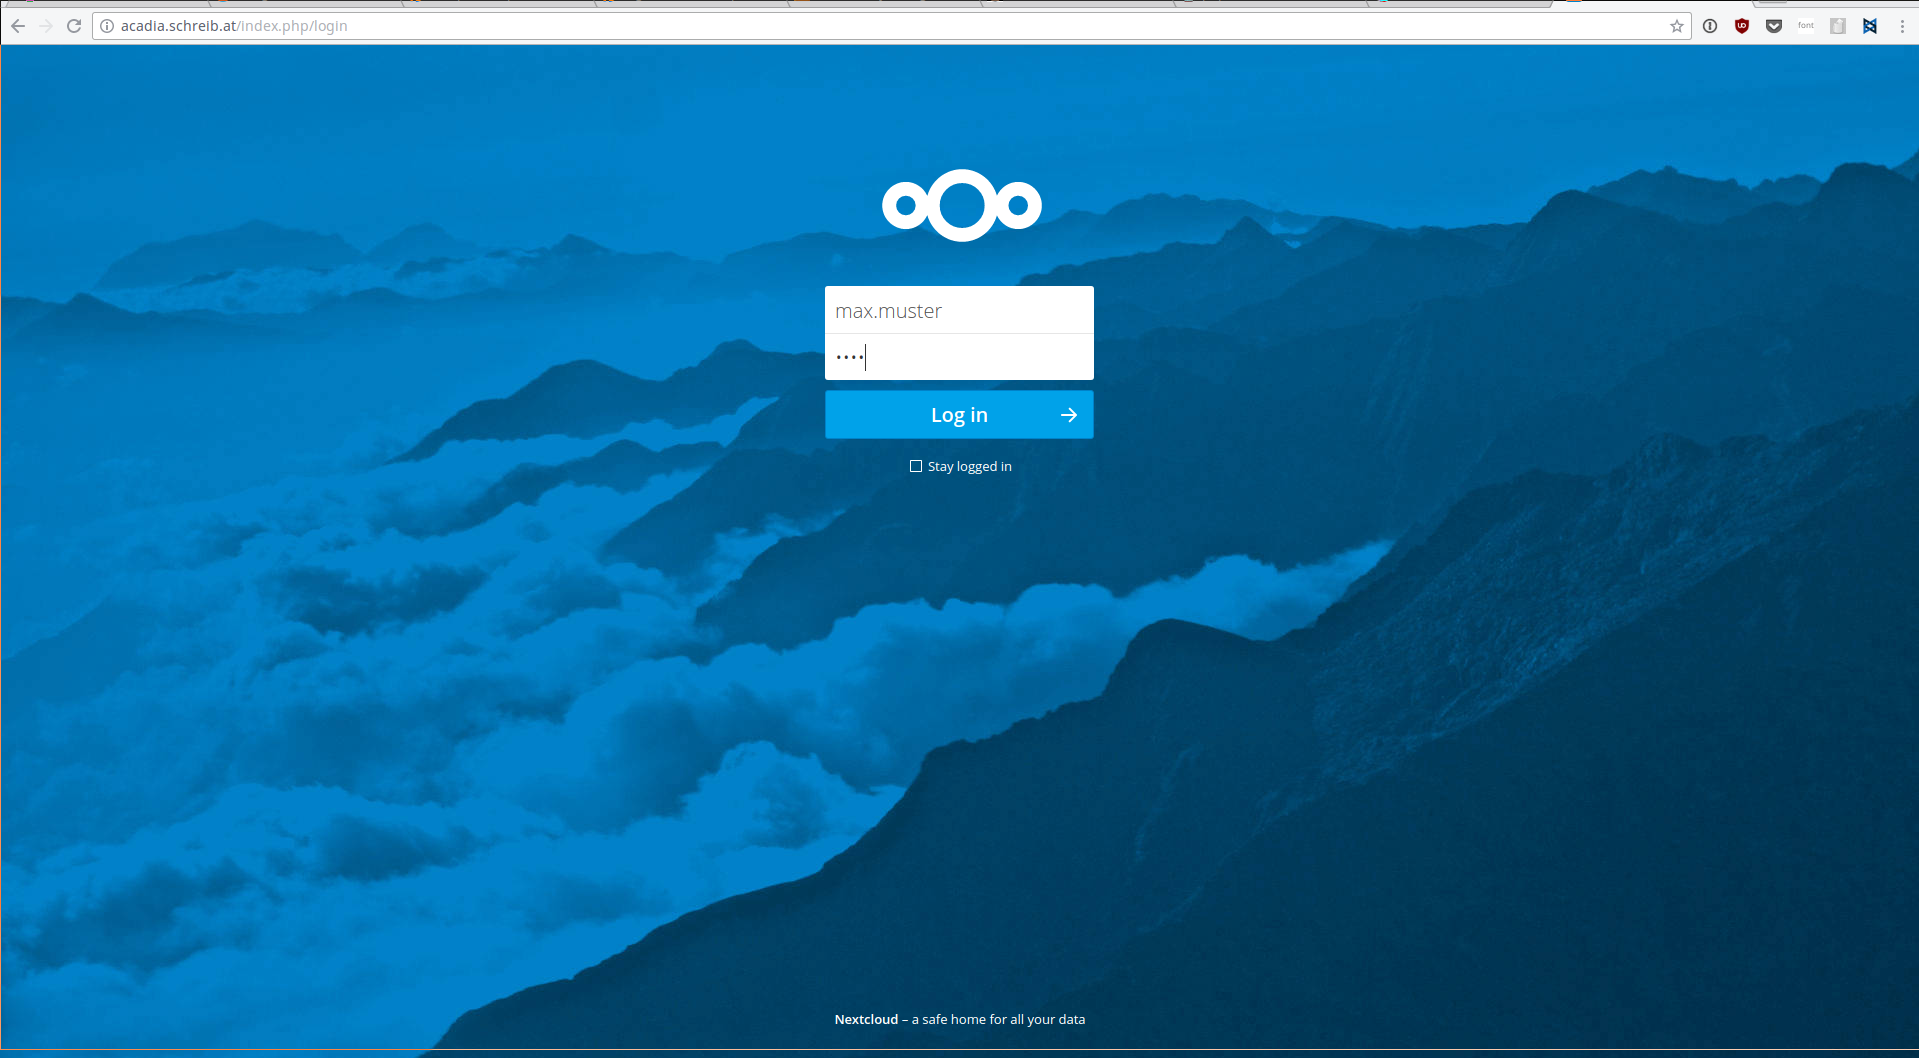 acadia.schreib.at/index.php/login
font
max.muster
••••
Log in
Stay logged in
Nextcloud – a safe home for all your data